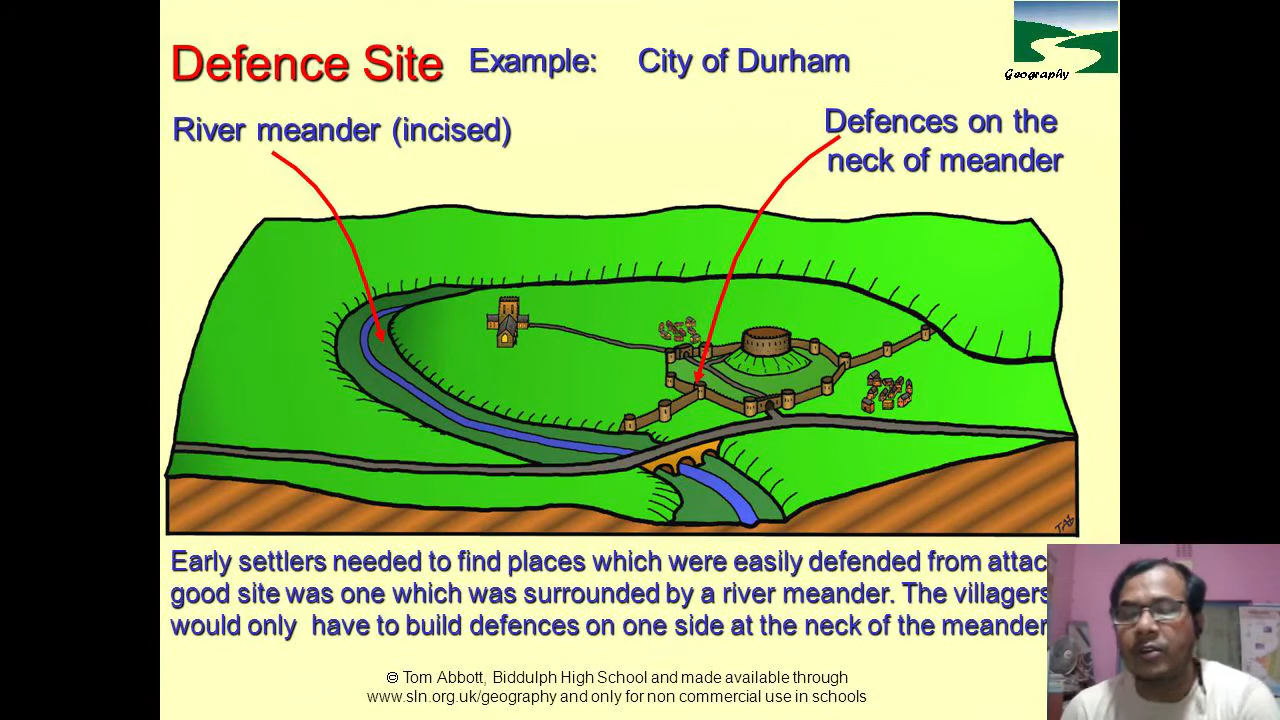 Defence Site Example: City of Durham
Geography
River meander (incised)
Defences on the
neck of meander
TAb
Early settlers needed to find places which were easily defended from
good site was one which was surrounded by a river meander. The villagers
would only have to build defences on one side at the neck of the meander
© Tom Abbott, Biddulph High School and made available through
www.sln.org.uk/geography and only for non commercial use in schools